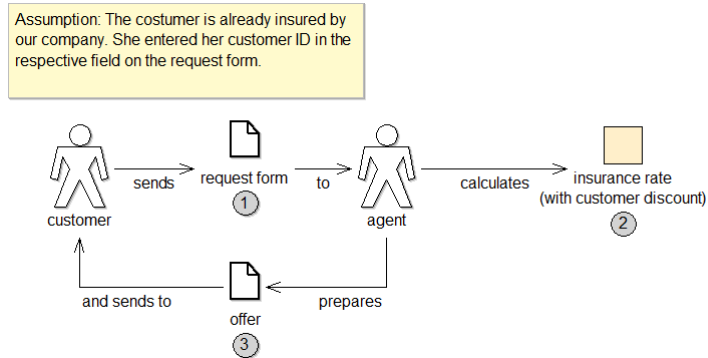 Assumption: The costumer is already insured by
our company. She entered her customer ID in the
respective field on the request form.
customer
sends
request form
1
to
agent
calculates
insurance rate
(with customer discount)
2
prepares
offer
3
and sends to